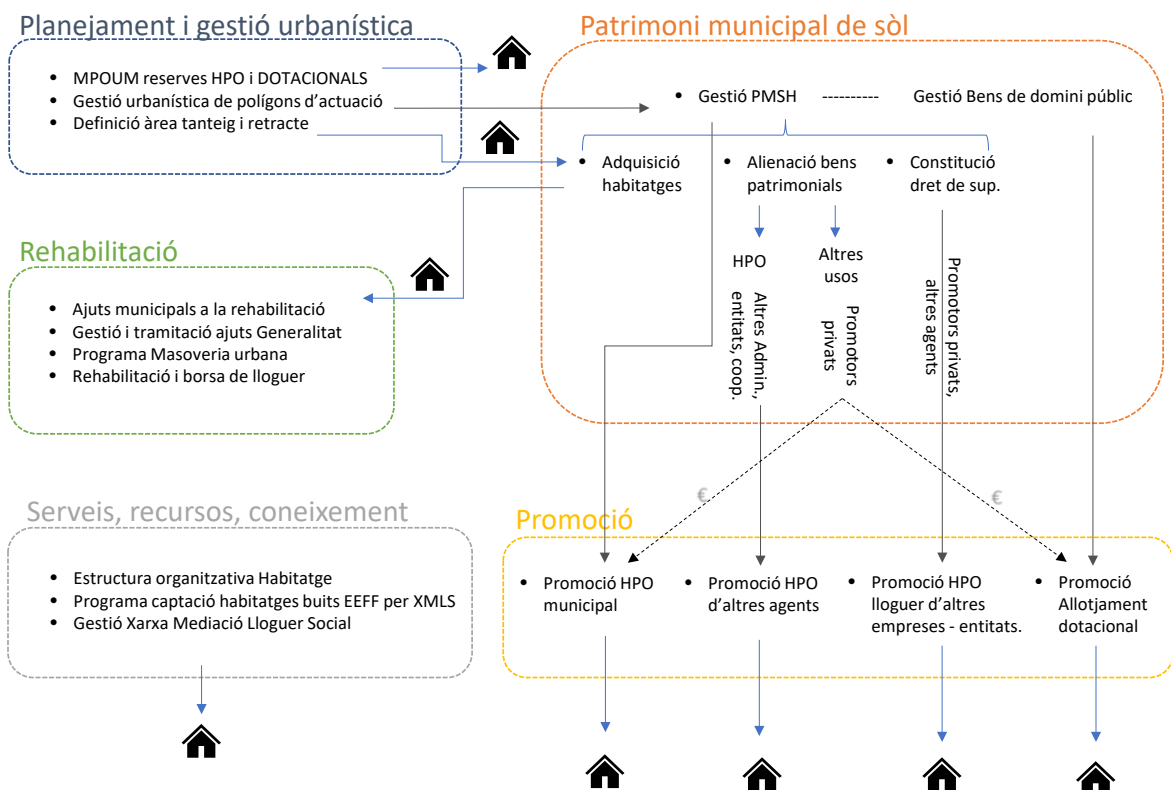 Planejament i gestió urbanística
• MPOUM reserves HPO i DOTACIONALS
• Gestió urbanística de polígons d'actuació
• Definició àrea tanteig i retracte
Patrimoni municipal de sòl
• Gestió PMSH ---------- Gestió Bens de domini públic
• Adquisició
habitatges
• Alienació bens
patrimonials
• Constitució
dret de sup.
HPO
Altres Admin.,
entitats, coop.
Altres
usos
Promotors
privats
Promotors privats,
altres agents
Rehabilitació
• Ajuts municipals a la rehabilitació
• Gestió i tramitació ajuts Generalitat
• Programa Masoveria urbana
• Rehabilitació i borsa de lloguer
€
€
Serveis, recursos, coneixement
• Estructura organitzativa Habitatge
• Programa captació habitatges buits EEFF per XMLS
• Gestió Xarxa Mediació Lloguer Social
Promoció
• Promoció HPO
municipal
• Promoció HPO
d'altres agents
• Promoció HPO
lloguer d'altres
empreses - entitats.
• Promoció
Allotjament
dotacional